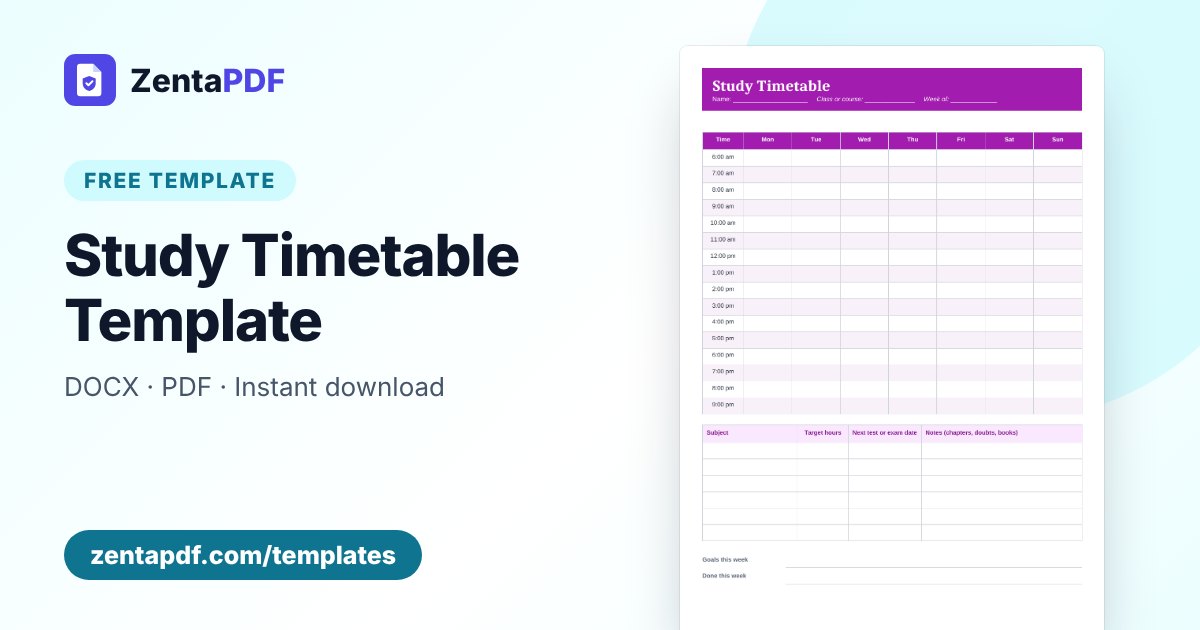 ZentaPDF
FREE TEMPLATE
Study Timetable
Template
DOCX · PDF · Instant download
zentapdf.com/templates
Study Timetable
Name: Class or course: Week of:
Time Mon Tue Wed Thu Fri Sat Sun
6:00 am
7:00 am
8:00 am
9:00 am
10:00 am
11:00 am
12:00 pm
1:00 pm
2:00 pm
3:00 pm
4:00 pm
5:00 pm
6:00 pm
7:00 pm
8:00 pm
9:00 pm
Subject Target hours Next test or exam date Notes (chapters, doubts, books)
Goals this week
Done this week